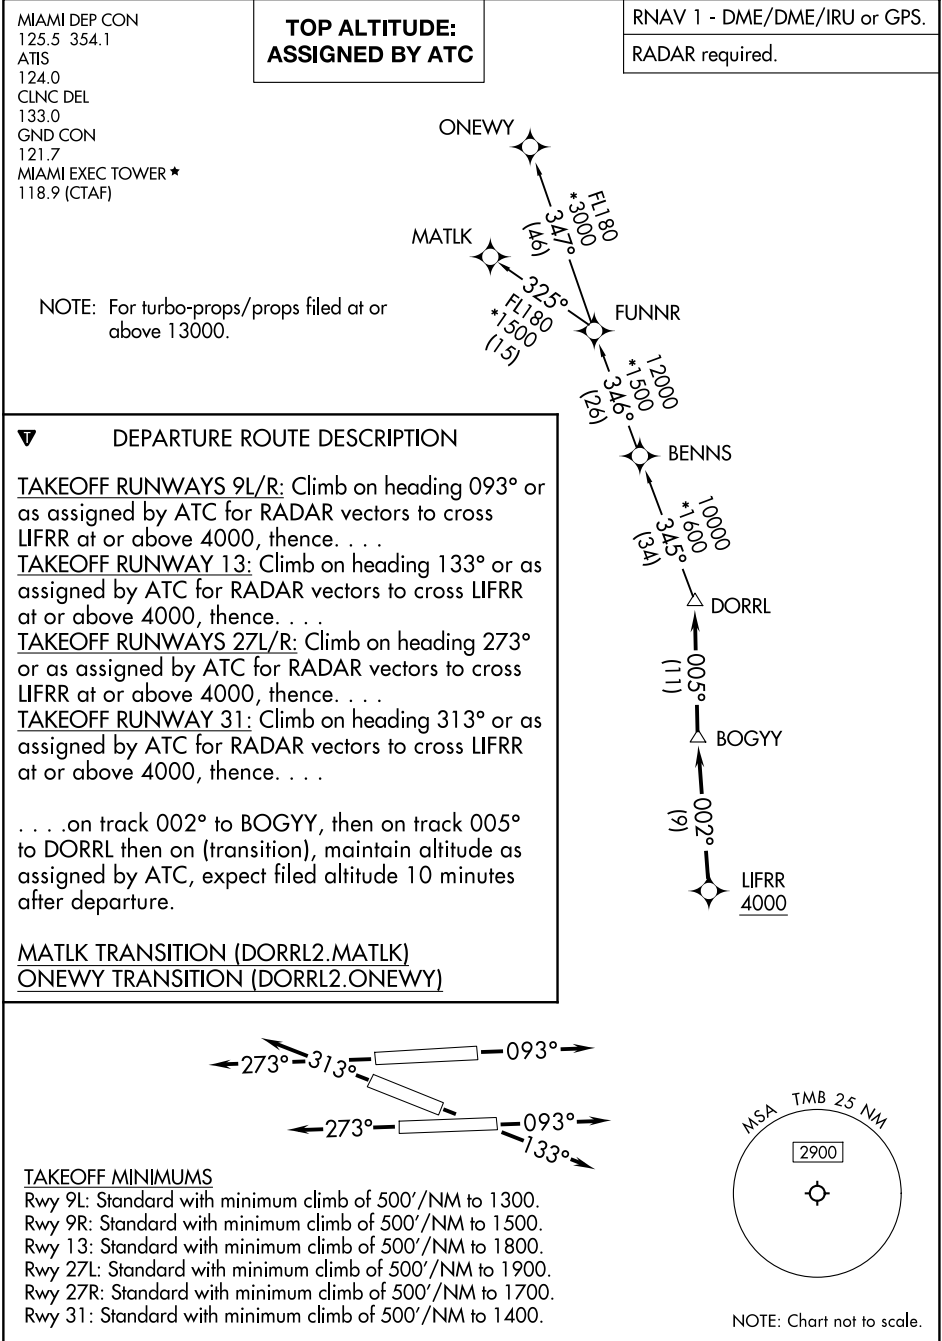 MIAMI DEP CON
125.5 354.1
ATIS
124.0
CLNC DEL
133.0
GND CON
121.7
MIAMI EXEC TOWER ★
118.9 (CTAF)
TOP ALTITUDE:
ASSIGNED BY ATC
RNAV 1 - DME/DME/IRU or GPS.
RADAR required.
ONEWY
FL180
*3000
347°
(46)
MATLK
325°
FL180
*1500
(15)
NOTE: For turbo-props/props filed at or
above 13000.
FUNNR
12000
*1500
346°
(26)
BENNS
10000
*1600
345°
(34)
DORRL
005°
(11)
BOGYY
002°
(9)
LIFRR
4000
T
DEPARTURE ROUTE DESCRIPTION
TAKEOFF RUNWAYS 9L/R: Climb on heading 093° or
as assigned by ATC for RADAR vectors to cross
LIFRR at or above 4000, thence. . . .
TAKEOFF RUNWAY 13: Climb on heading 133° or as
assigned by ATC for RADAR vectors to cross LIFRR
at or above 4000, thence. . . .
TAKEOFF RUNWAYS 27L/R: Climb on heading 273°
or as assigned by ATC for RADAR vectors to cross
LIFRR at or above 4000, thence. . . .
TAKEOFF RUNWAY 31: Climb on heading 313° or as
assigned by ATC for RADAR vectors to cross LIFRR
at or above 4000, thence. . . .
. . . .on track 002° to BOGYY, then on track 005°
to DORRL then on (transition), maintain altitude as
assigned by ATC, expect filed altitude 10 minutes
after departure.
MATLK TRANSITION (DORRL2.MATLK)
ONEWY TRANSITION (DORRL2.ONEWY)
273°
313°
093°
273°
093°
133°
MSA TMB 25 NM
2900
TAKEOFF MINIMUMS
Rwy 9L: Standard with minimum climb of 500'/NM to 1300.
Rwy 9R: Standard with minimum climb of 500'/NM to 1500.
Rwy 13: Standard with minimum climb of 500'/NM to 1800.
Rwy 27L: Standard with minimum climb of 500'/NM to 1900.
Rwy 27R: Standard with minimum climb of 500'/NM to 1700.
Rwy 31: Standard with minimum climb of 500'/NM to 1400.
NOTE: Chart not to scale.